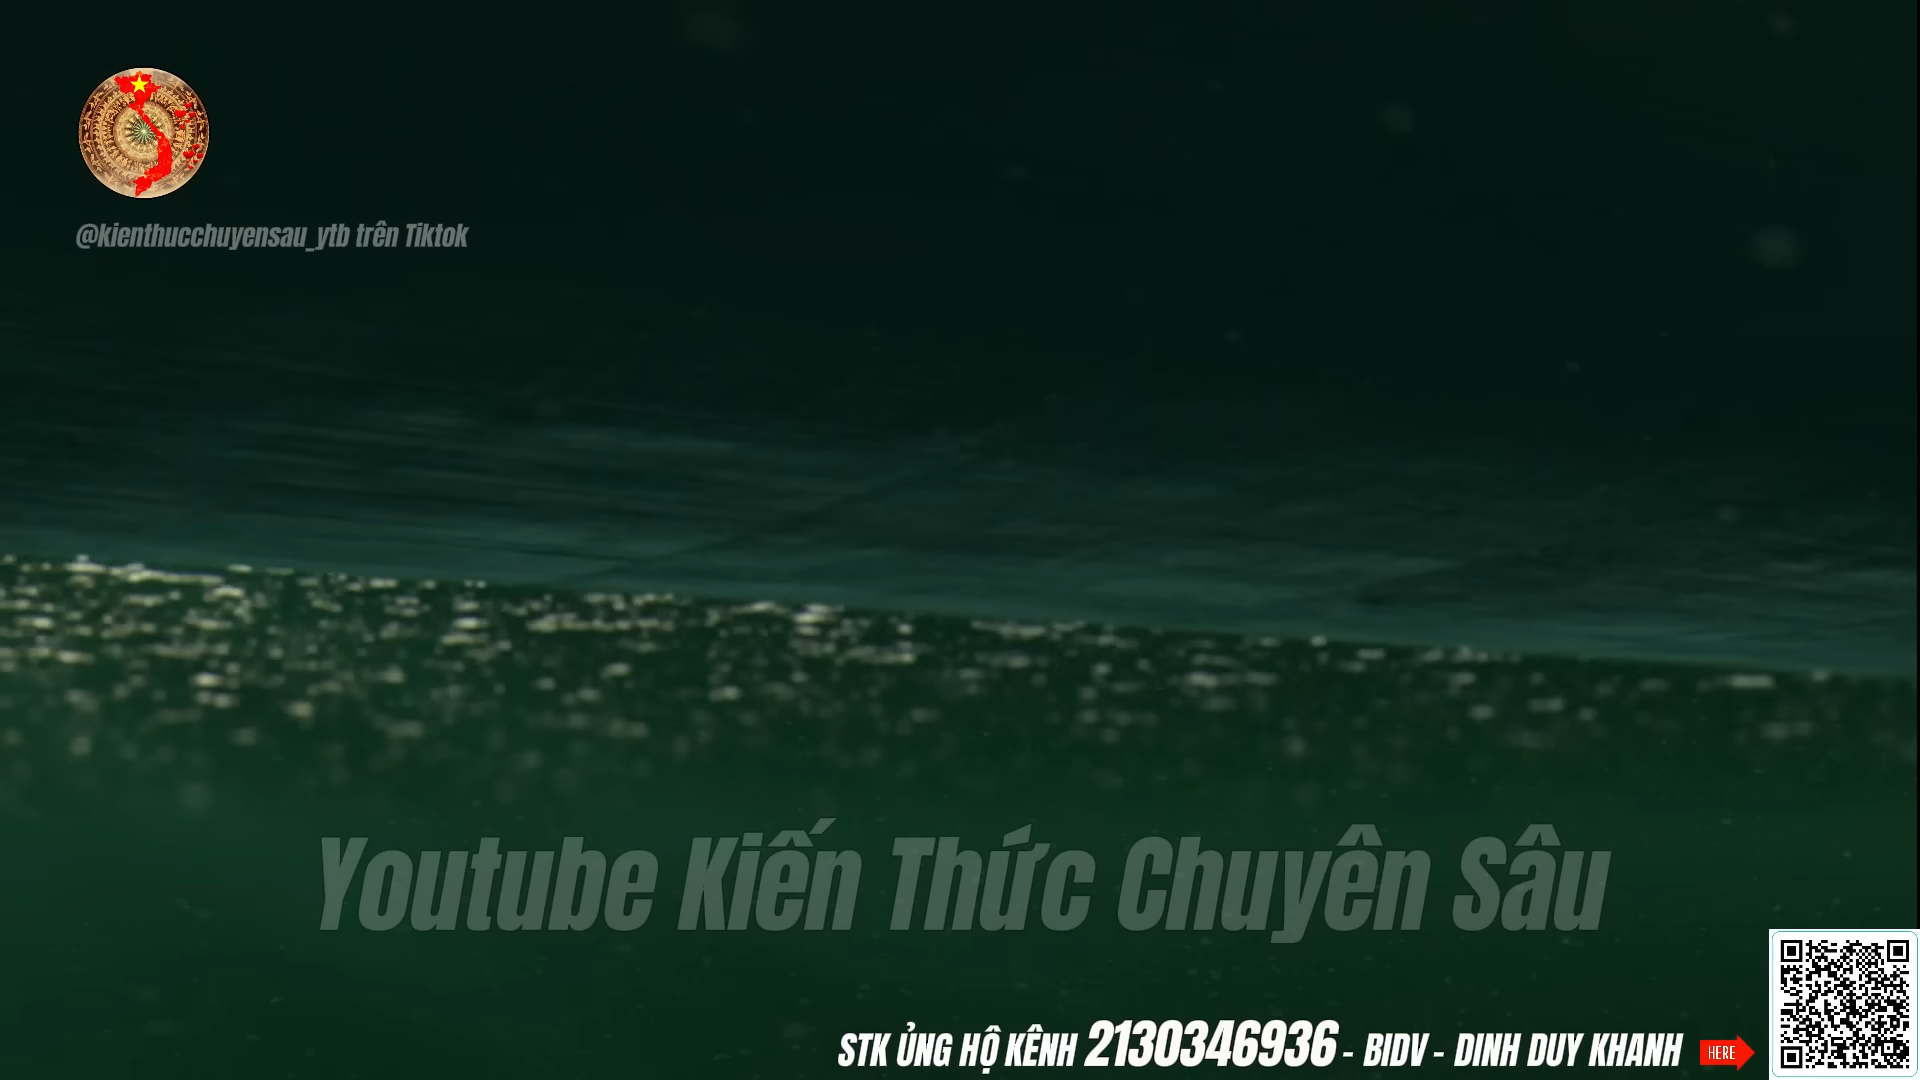 @kienthucchuyensau_ytb trên Tiktok
Youtube Kiến Thức Chuyên Sâu
STK ỦNG HỘ KÊNH 2130346936 - BIDV - DINH DUY KHANH HERE